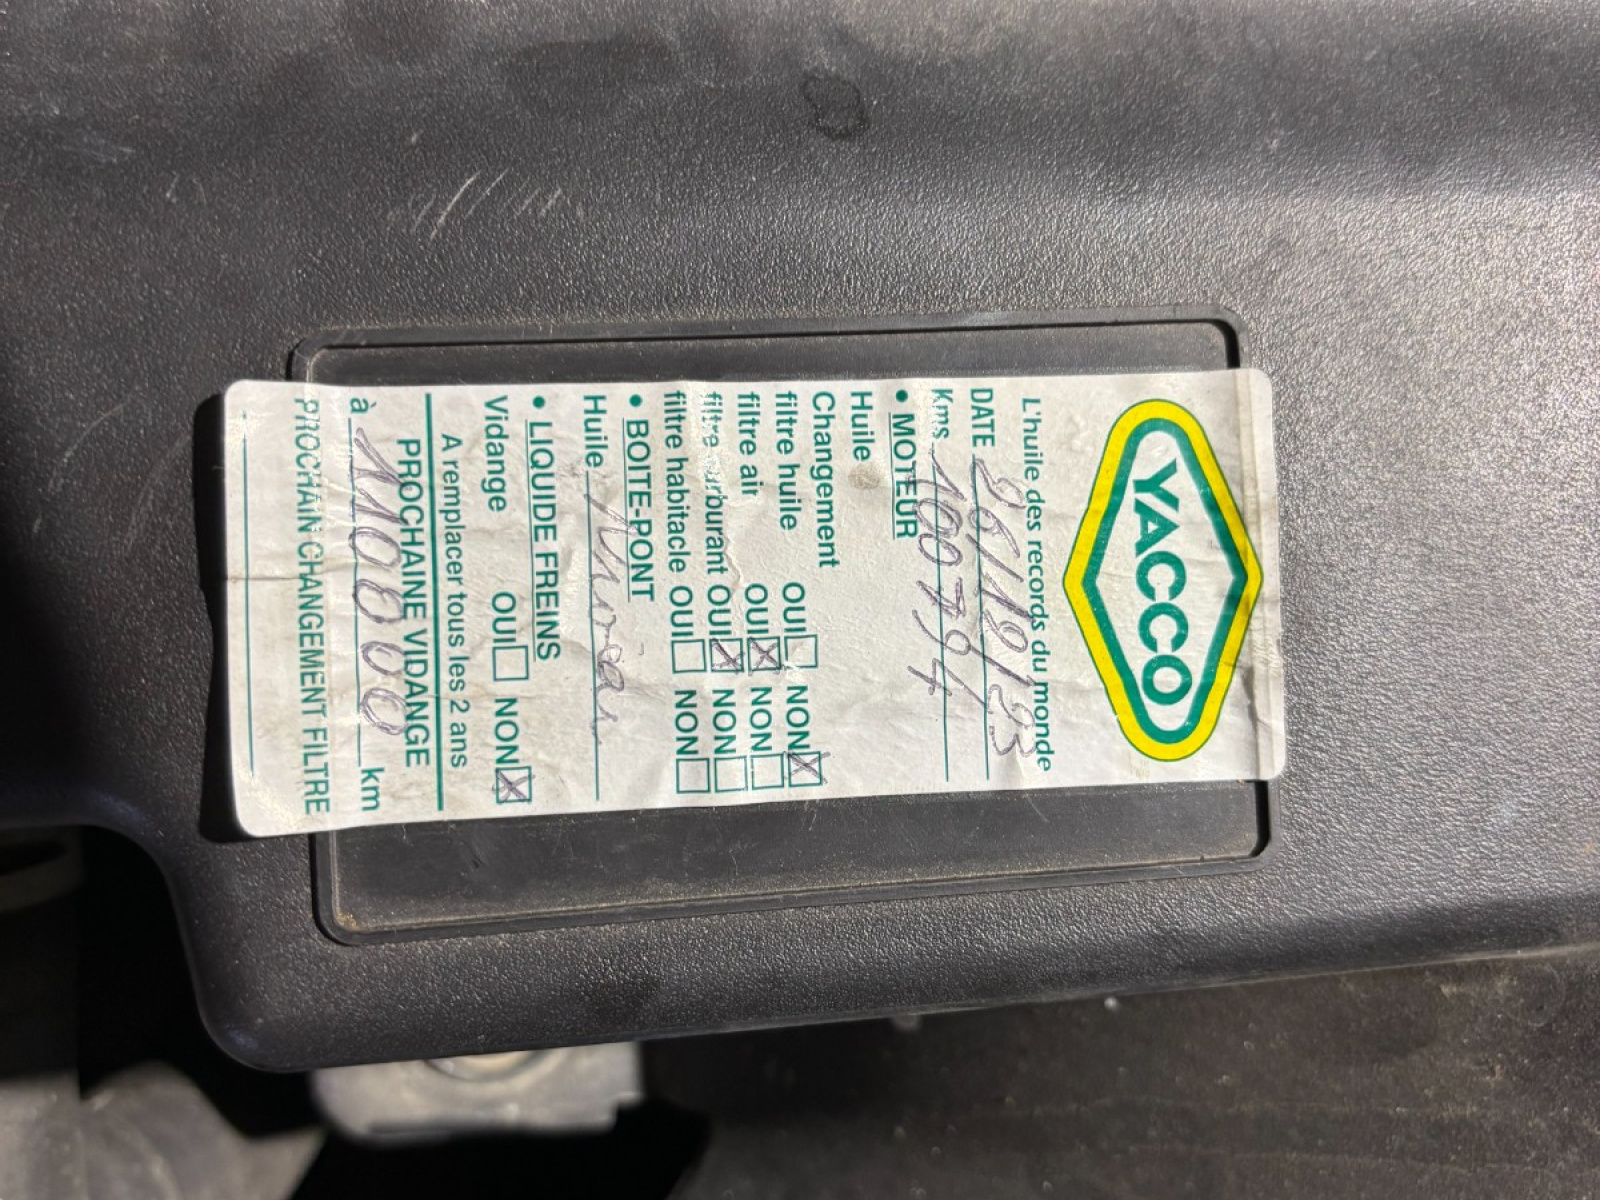 YACCO
L'huile des records du monde
DATE 26/12/23
Kms 100794
• MOTEUR
Huile
Changement
filtre huile OUI NON X
filtre air OUI X NON
filtre carburant OUI X NON
filtre habitacle OUI NON
• BOITE-PONT
Huile
• LIQUIDE FREINS
Vidange OUI NON X
A remplacer tous les 2 ans
PROCHAINE VIDANGE
à 110000 km
PROCHAIN CHANGEMENT FILTRE